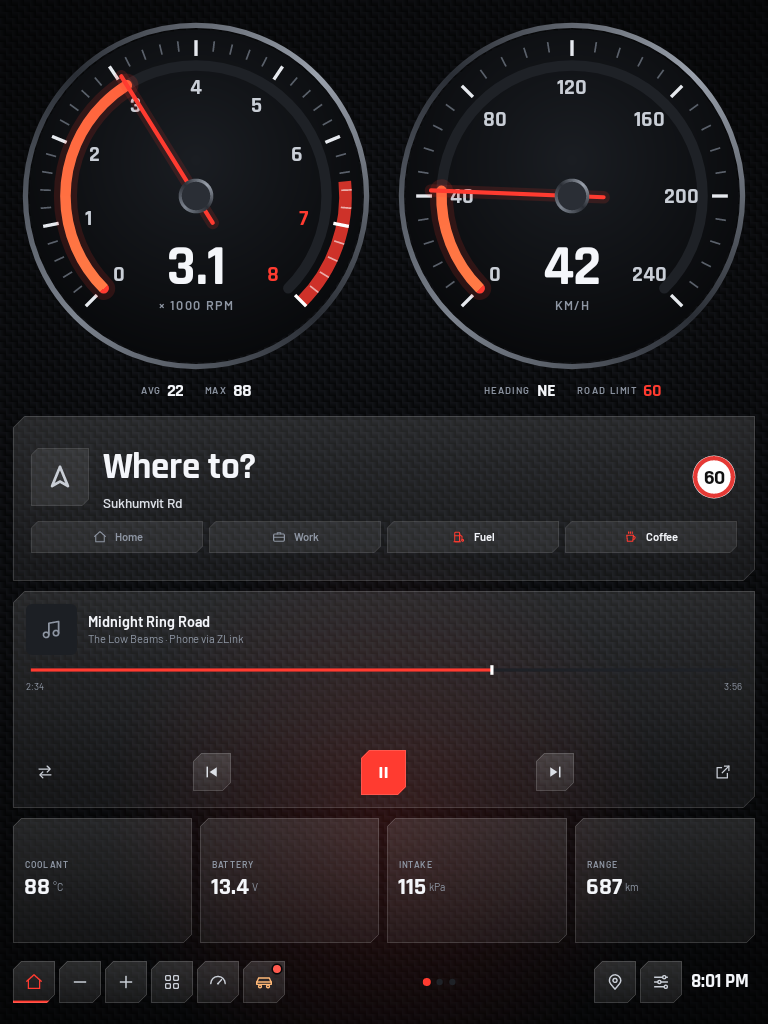 4
3
5
2
6
1
7
0
8
3.1
× 1000 RPM
120
80
160
40
200
0
240
42
KM/H
AVG 22 MAX 88
HEADING NE ROAD LIMIT 60
Where to?
Sukhumvit Rd
60
Home
Work
Fuel
Coffee
Midnight Ring Road
The Low Beams · Phone via ZLink
2:34
3:56
COOLANT
88 °C
BATTERY
13.4 V
INTAKE
115 kPa
RANGE
687 km
8:01 PM